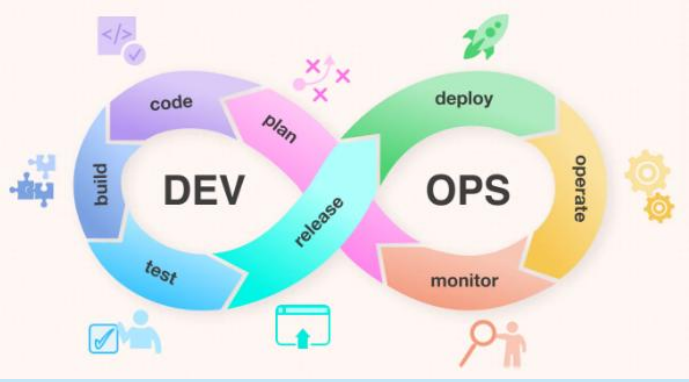 code
plan
build
DEV
test
release
deploy
OPS
operate
monitor